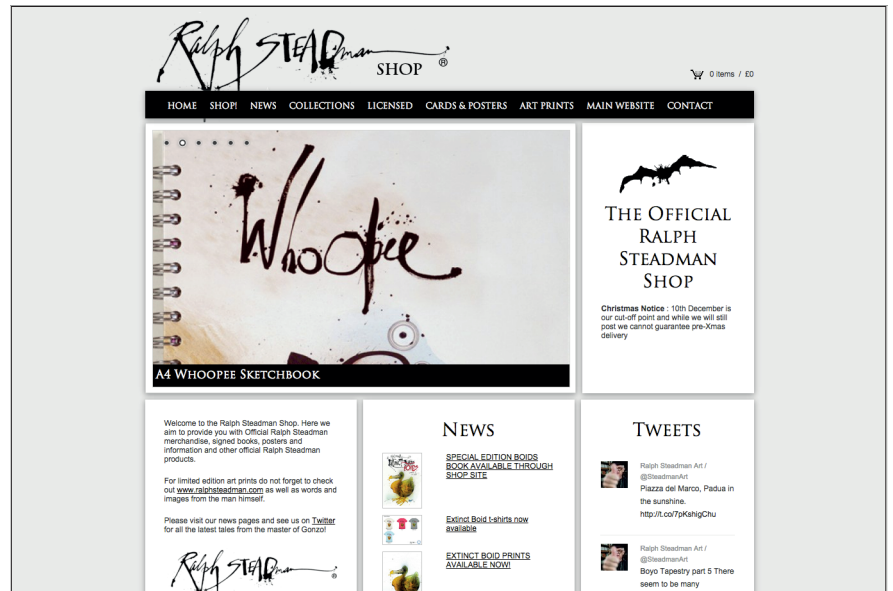 Ralph STEADman SHOP ®
0 items / £0
HOME SHOP! NEWS COLLECTIONS LICENSED CARDS & POSTERS ART PRINTS MAIN WEBSITE CONTACT
Whoopee
A4 Whoopee Sketchbook
The Official
Ralph
Steadman
Shop
Christmas Notice : 10th December is
our cut-off point and while we will still
post we cannot guarantee pre-Xmas
delivery
Welcome to the Ralph Steadman Shop. Here we
aim to provide you with Official Ralph Steadman
merchandise, signed books, posters and
information and other official Ralph Steadman
products.
For limited edition art prints do not forget to check
out www.ralphsteadman.com as well as words and
images from the man himself.
Please visit our news pages and see us on Twitter
for all the latest tales from the master of Gonzo!
Ralph STEADman ®
News
SPECIAL EDITION BOIDS
BOOK AVAILABLE THROUGH
SHOP SITE
Extinct Boid t-shirts now
available
EXTINCT BOID PRINTS
AVAILABLE NOW!
Tweets
Ralph Steadman Art /
@SteadmanArt
Piazza del Marco, Padua in
the sunshine.
http://t.co/7pKshigChu
Ralph Steadman Art /
@SteadmanArt
Boyo Tapestry part 5 There
seem to be many